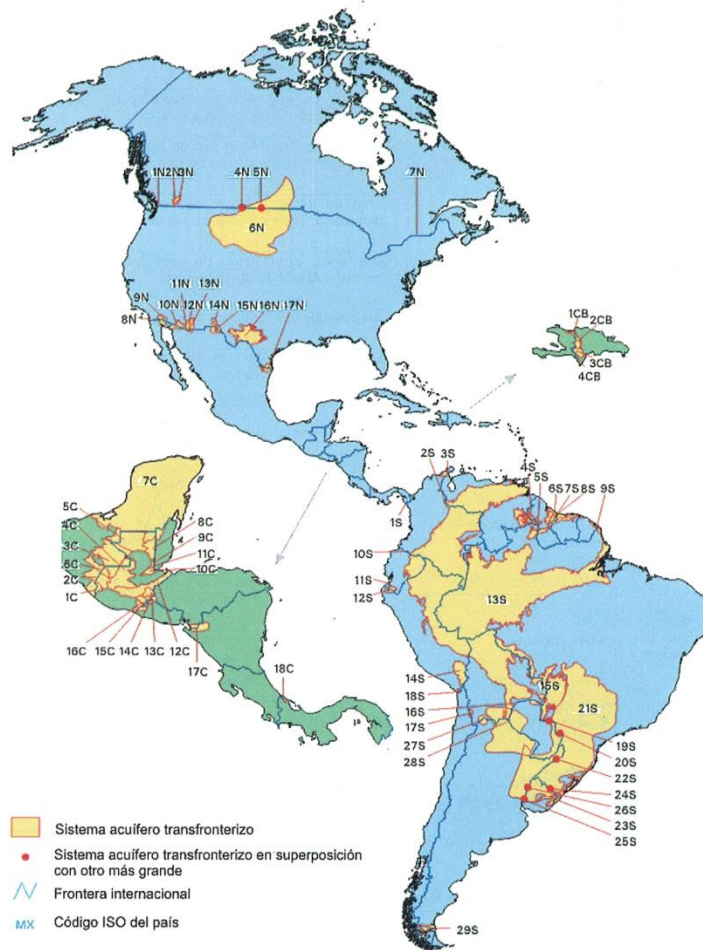 1N 2N 3N 4N 5N 7N
6N
11N 13N
9N 10N 12N 14N 15N 16N 17N
8N
1CB
2CB
3CB
4CB
7C
2S 3S 4S
5S
6S 7S 8S 9S
1S
5C
4C
3C
6C
2C
1C
8C
9C
11C
10C
10S
11S
12S
13S
16C 15C 14C 13C 12C
17C
18C
14S
18S
16S
17S
27S
28S
15S
21S
19S
20S
22S
24S
26S
23S
25S
29S
Sistema acuífero transfronterizo
Sistema acuífero transfronterizo en superposición
con otro más grande
Frontera internacional
MX Código ISO del país